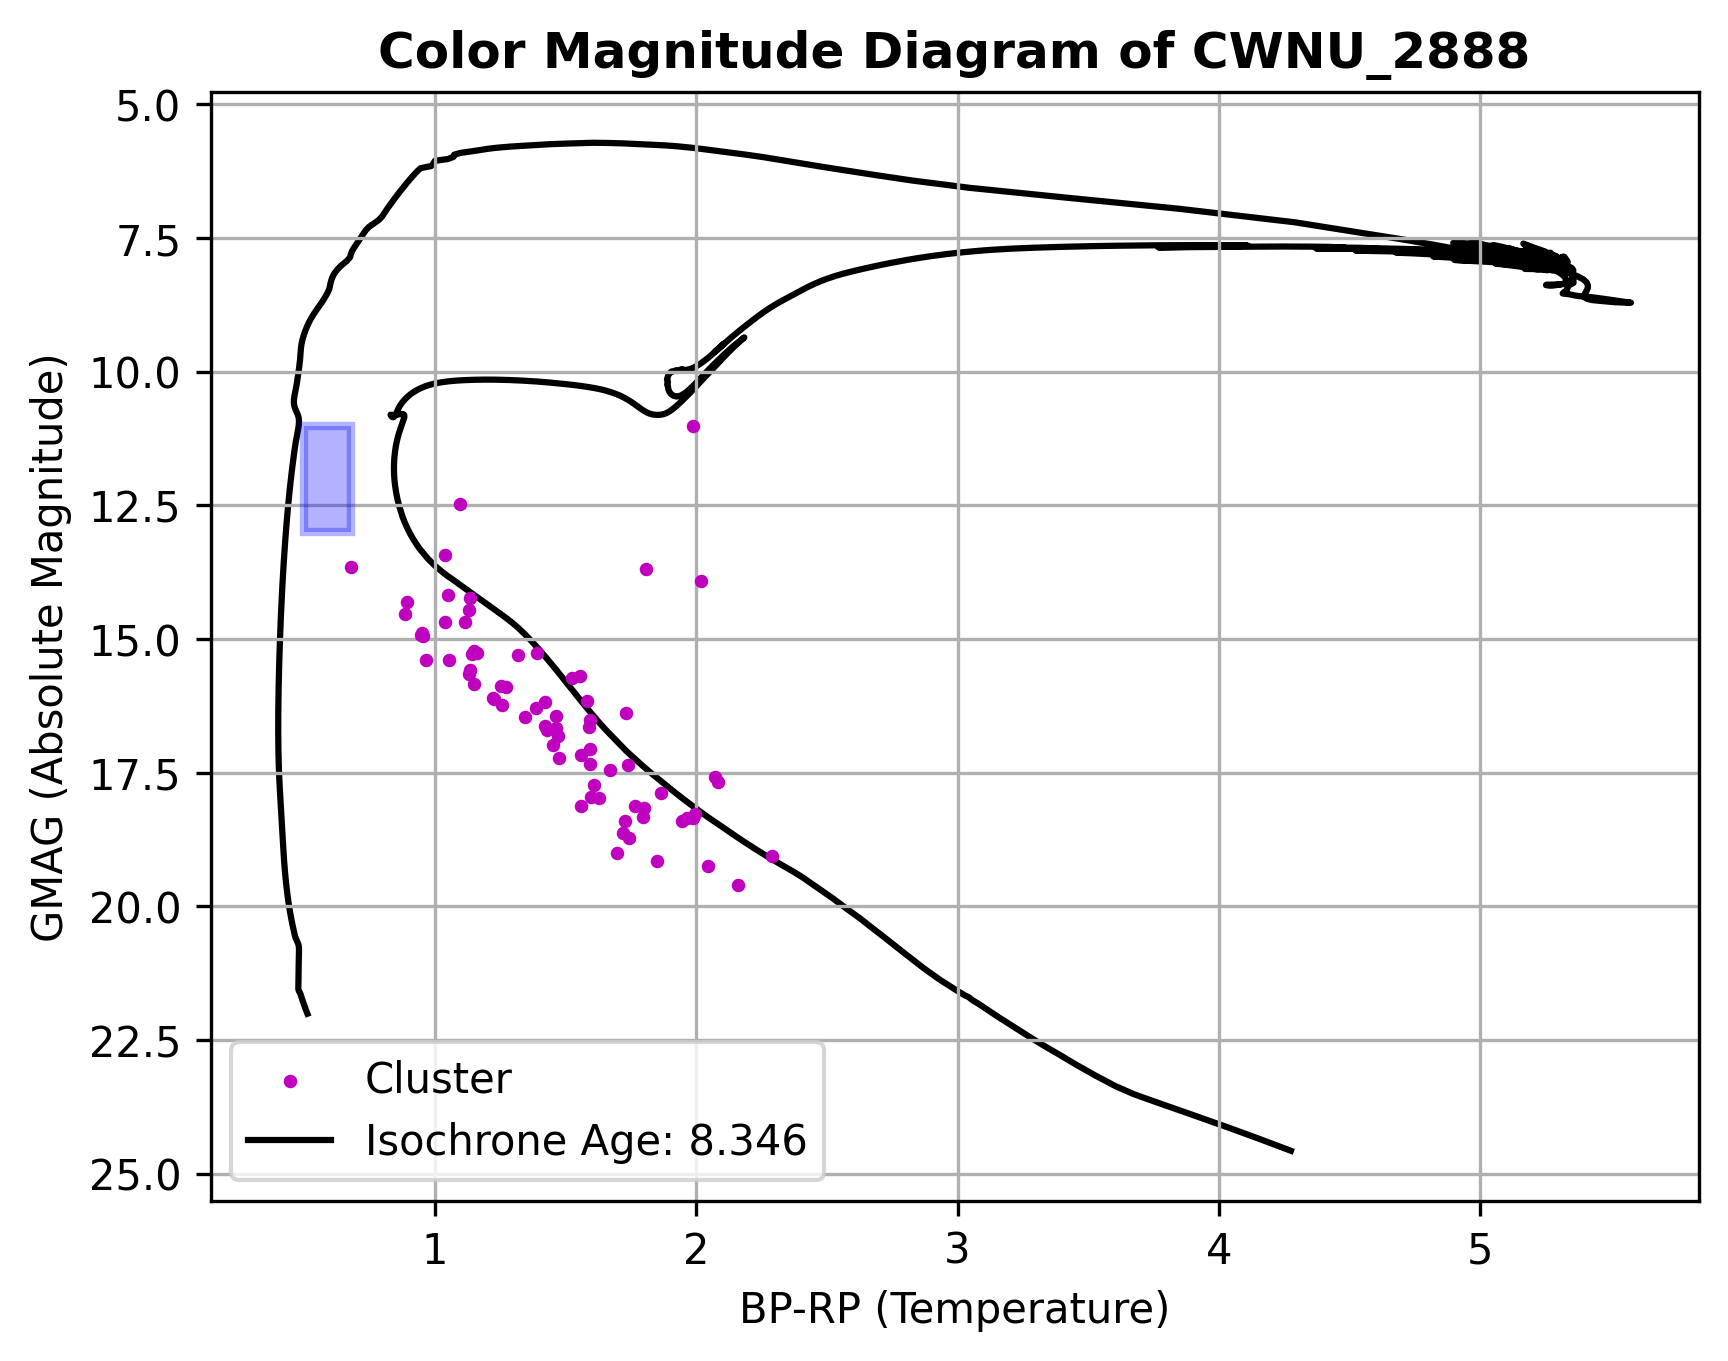 Color Magnitude Diagram of CWNU_2888
GMAG (Absolute Magnitude)
5.0
7.5
10.0
12.5
15.0
17.5
20.0
22.5
25.0
Cluster
Isochrone Age: 8.346
1 2 3 4 5
BP-RP (Temperature)